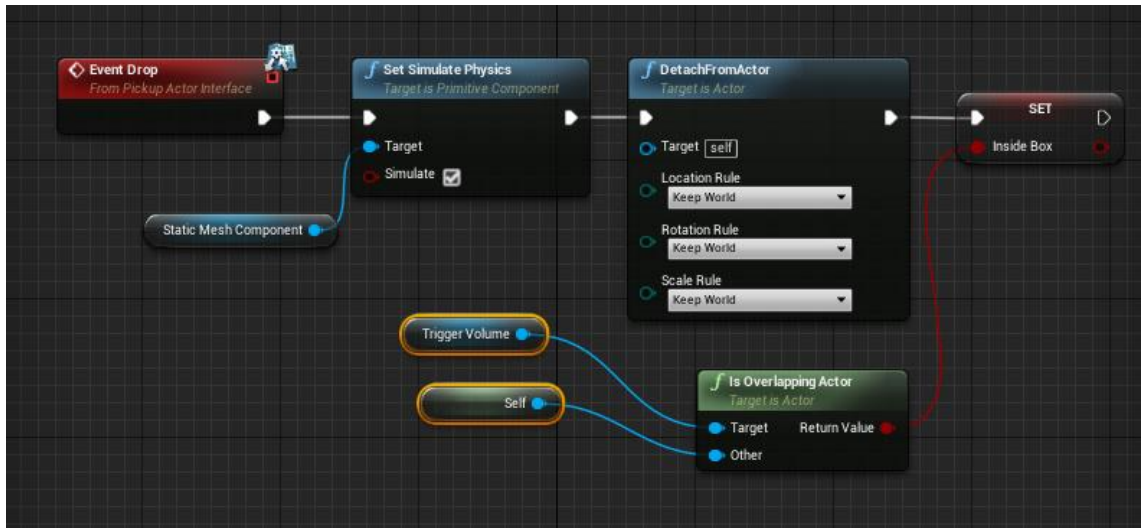 Event Drop
From Pickup Actor Interface
Set Simulate Physics
Target is Primitive Component
Target
Simulate
Static Mesh Component
DetachFromActor
Target is Actor
Target self
Location Rule
Keep World
Rotation Rule
Keep World
Scale Rule
Keep World
SET
Inside Box
Trigger Volume
Self
f Is Overlapping Actor
Target is Actor
Target Return Value
Other